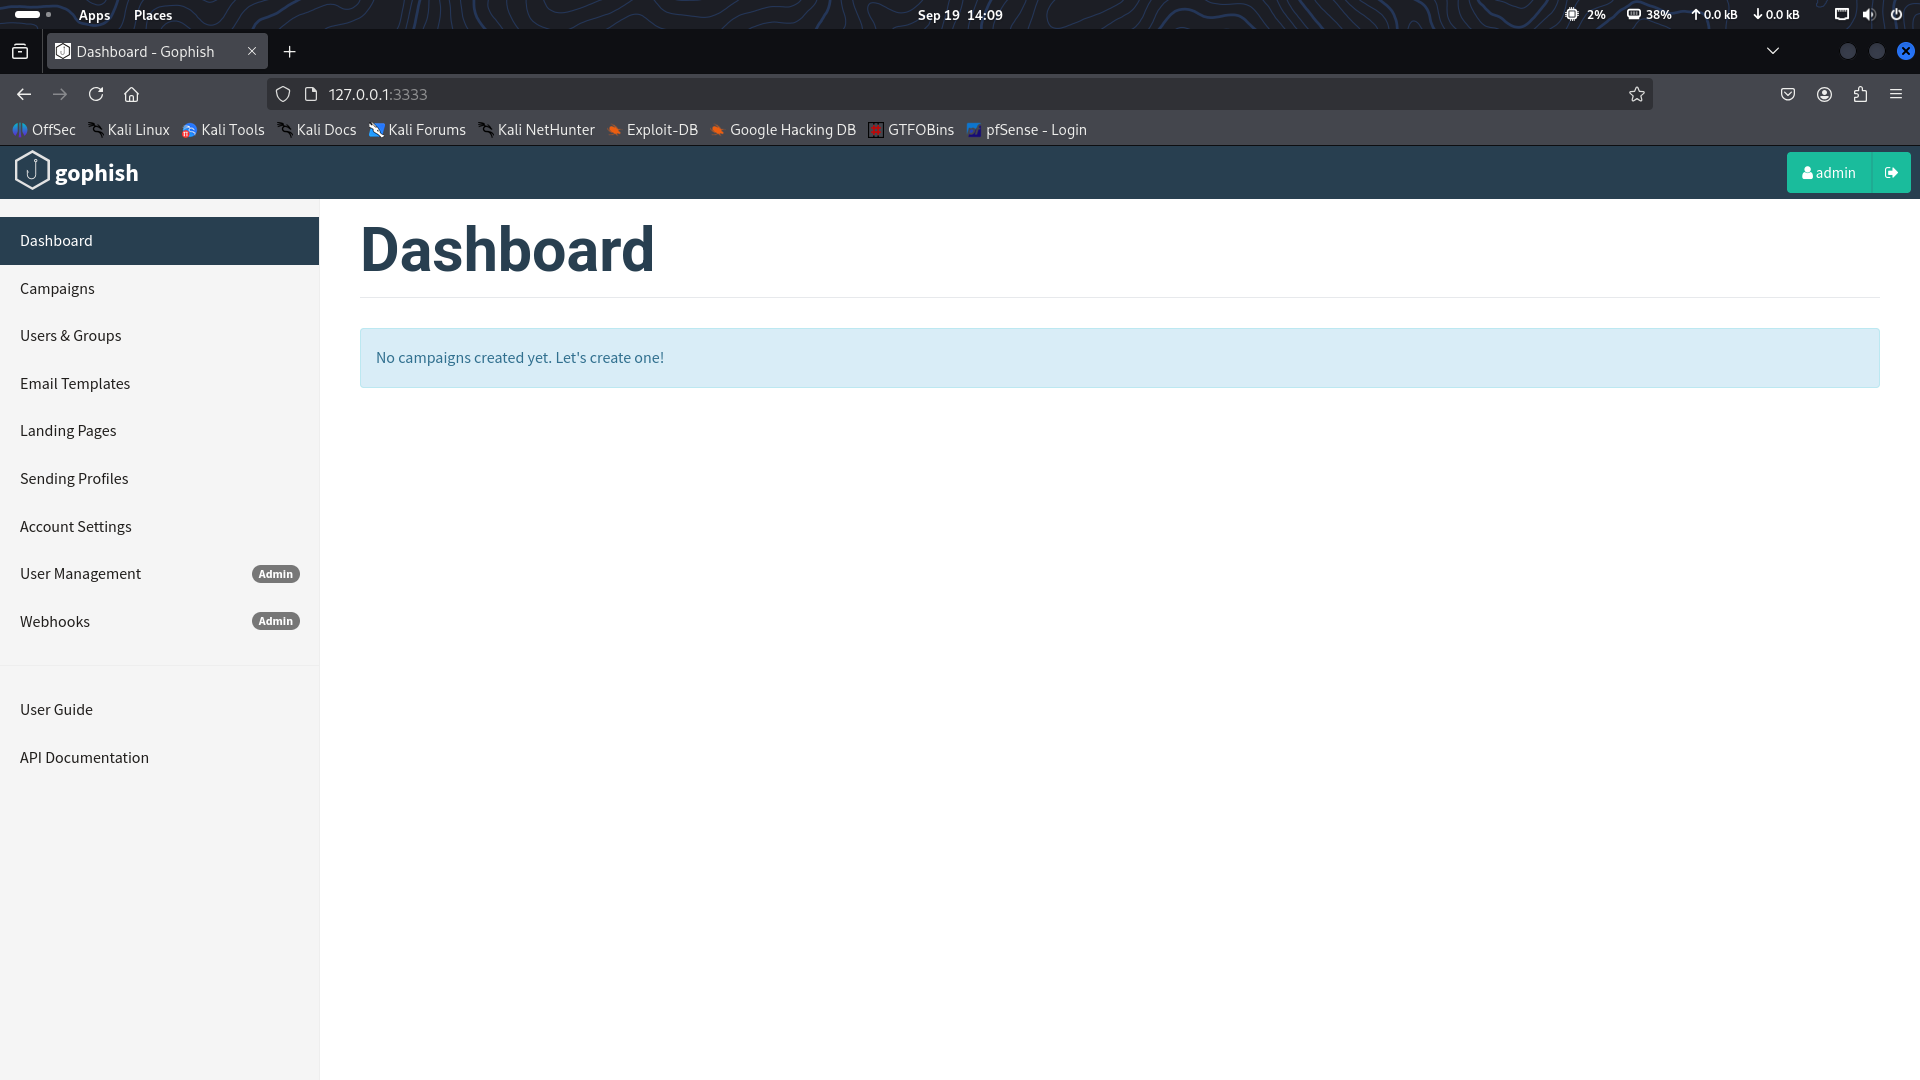 Apps Places Sep 19 14:09 2% 38% 0.0 kB 0.0 kB
Dashboard - Gophish
127.0.0.1:3333
OffSec Kali Linux Kali Tools Kali Docs Kali Forums Kali NetHunter Exploit-DB Google Hacking DB GTFOBins pfSense - Login
gophish admin
Dashboard
Campaigns
Users & Groups
Email Templates
Landing Pages
Sending Profiles
Account Settings
User Management Admin
Webhooks Admin
User Guide
API Documentation
Dashboard
No campaigns created yet. Let's create one!